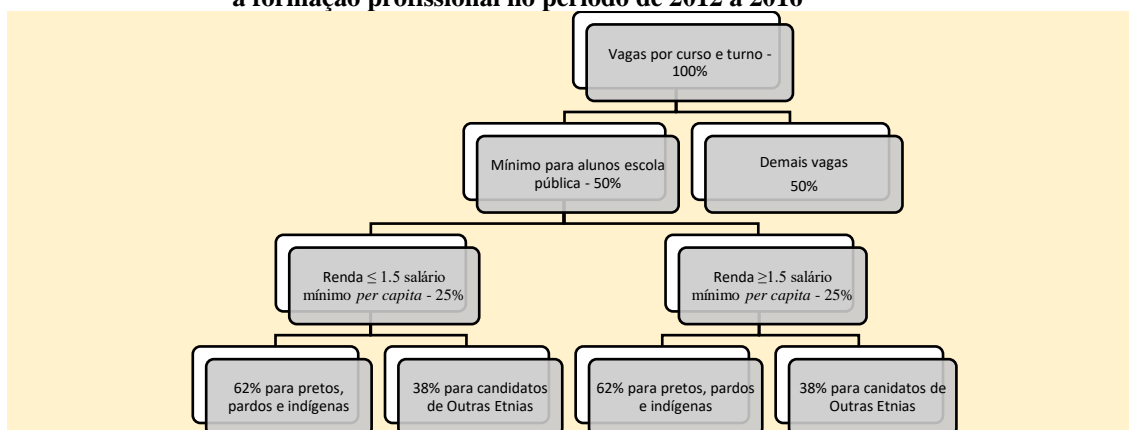 a formação profissional no período de 2012 a 2016
Vagas por curso e turno -
100%
Mínimo para alunos escola
pública - 50%
Demais vagas
50%
Renda ≤ 1.5 salário
mínimo per capita - 25%
Renda ≥1.5 salário
mínimo per capita - 25%
62% para pretos,
pardos e indígenas
38% para candidatos
de Outras Etnias
62% para pretos, pardos
e indígenas
38% para canidatos de
Outras Etnias